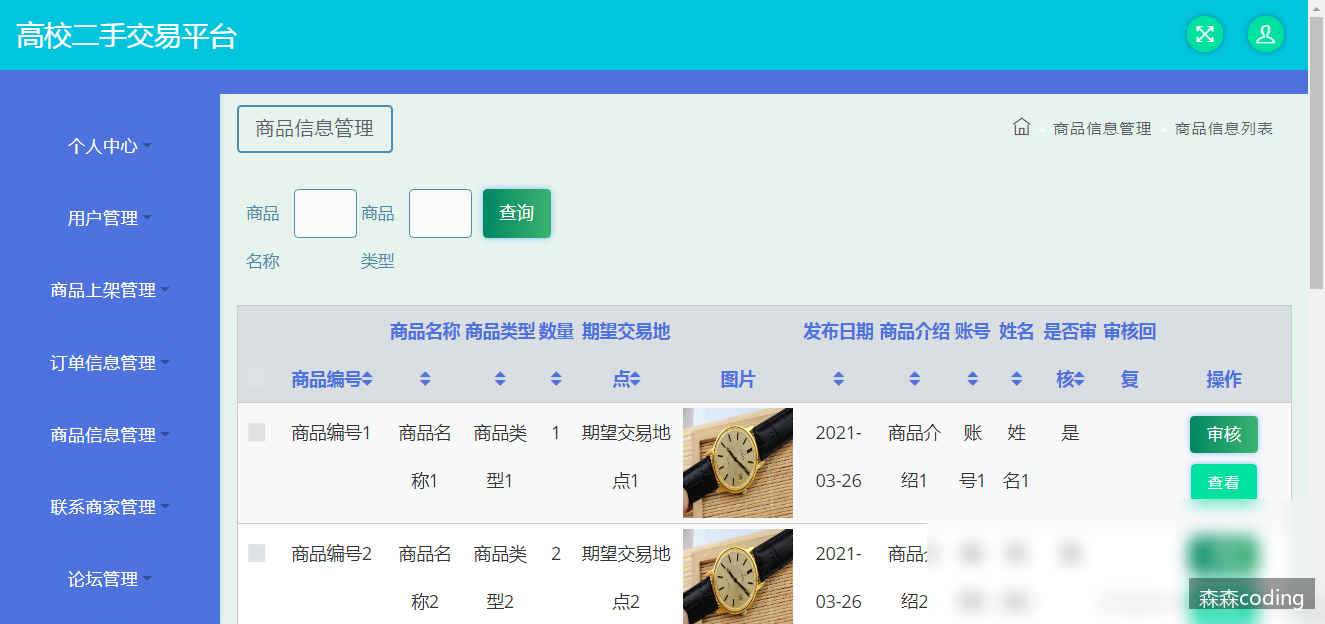 高校二手交易平台
个人中心
用户管理
商品上架管理
订单信息管理
商品信息管理
联系商家管理
论坛管理
商品信息管理
商品信息管理 商品信息列表
商品 商品 查询
名称 类型
商品名称 商品类型 数量 期望交易地 发布日期 商品介绍 账号 姓名 是否审 审核回
商品编号 点 图片 核 复 操作
商品编号1 商品名 商品类 1 期望交易地 2021- 商品介 账 姓 是 审核
称1 型1 点1 03-26 绍1 号1 名1 查看
商品编号2 商品名 商品类 2 期望交易地 2021- 商品
称2 型2 点2 03-26 绍2
森森coding